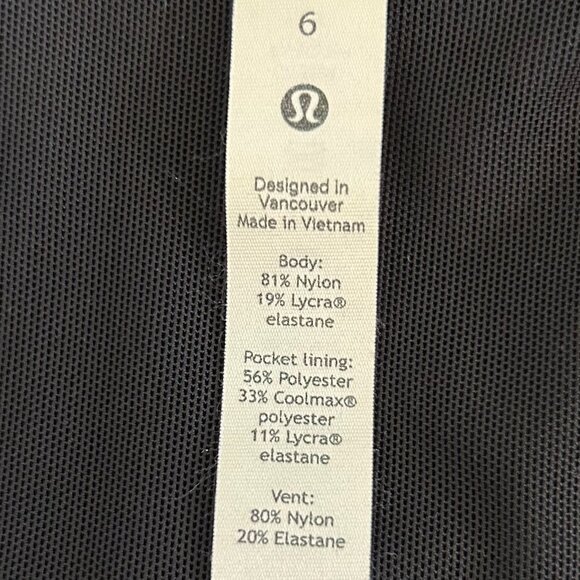 6
Designed in
Vancouver
Made in Vietnam
Body:
81% Nylon
19% Lycra®
elastane
Pocket lining:
56% Polyester
33% Coolmax®
polyester
11% Lycra®
elastane
Vent:
80% Nylon
20% Elastane